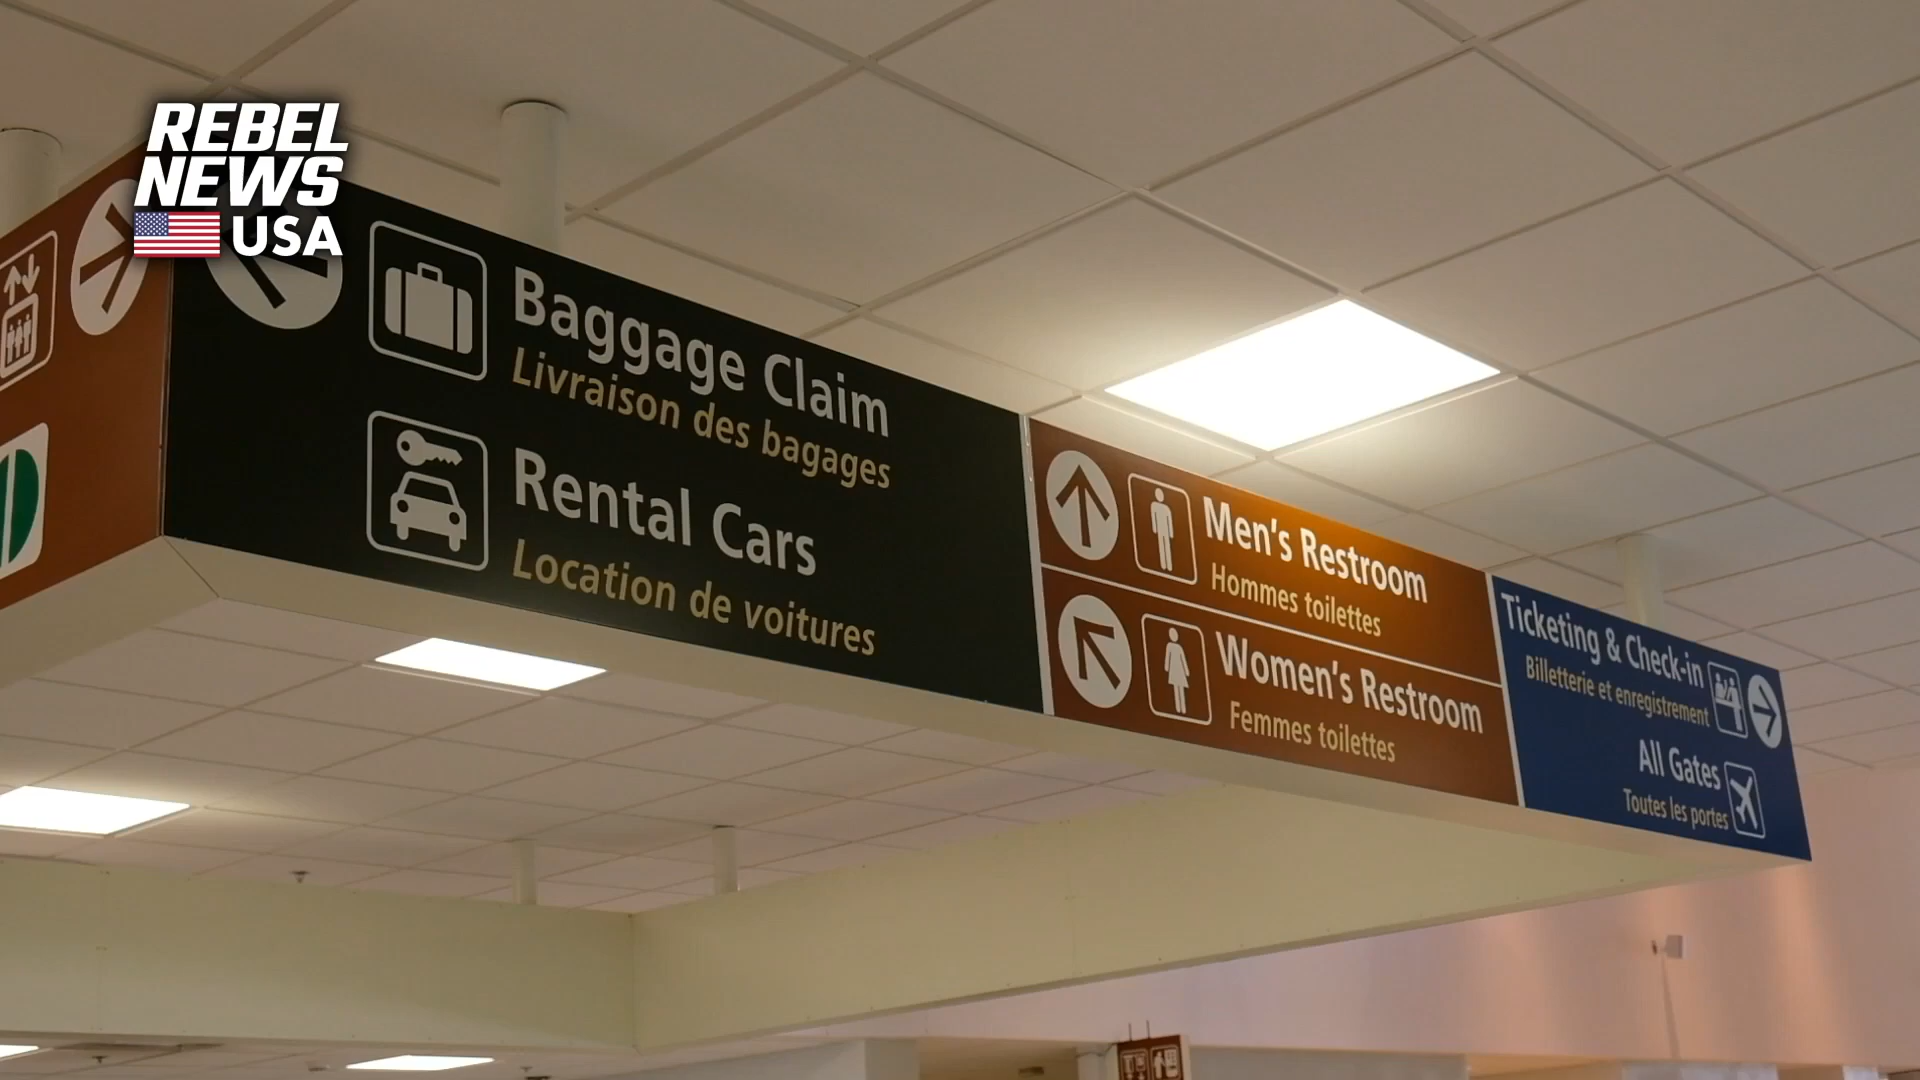 REBEL
NEWS
USA
Baggage Claim
Livraison des bagages
Rental Cars
Location de voitures
Men's Restroom
Hommes toilettes
Women's Restroom
Femmes toilettes
Ticketing & Check-in
Billetterie et enregistrement
All Gates
Toutes les portes